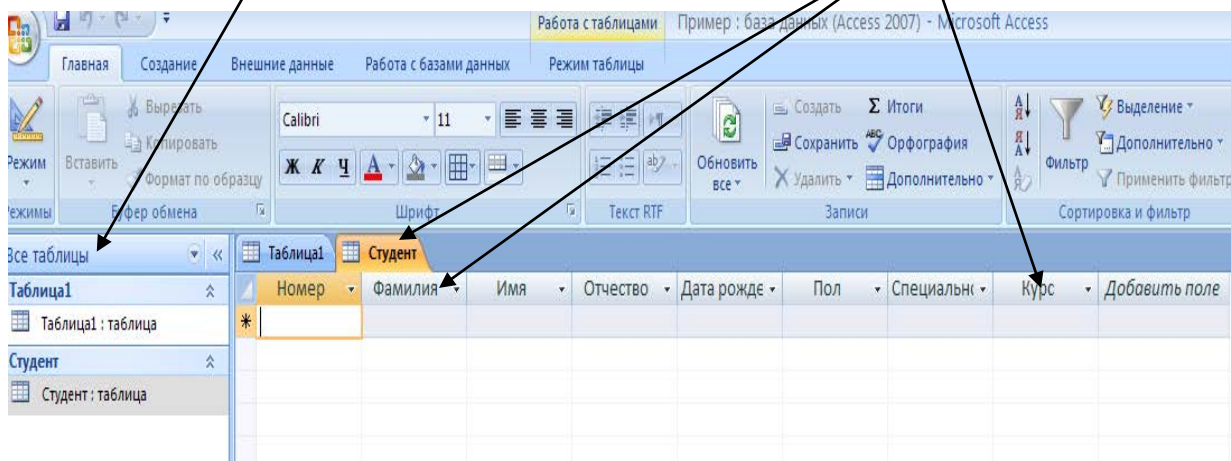 Работа с таблицами Пример : база данных (Access 2007) - Microsoft Access
Главная Создание Внешние данные Работа с базами данных Режим таблицы
Вырезать Calibri 11 Создать Σ Итоги Выделение
Режим Вставить Копировать Обновить все Сохранить Орфография Фильтр Дополнительно
Формат по образцу Ж К Ч Удалить Дополнительно Применить фильтр
Режимы Буфер обмена Шрифт Текст RTF Записи Сортировка и фильтр
Все таблицы Таблица1 Студент
Таблица1 Номер Фамилия Имя Отчество Дата рожде Пол Специальнс Курс Добавить поле
Таблица1 : таблица
Студент
Студент : таблица